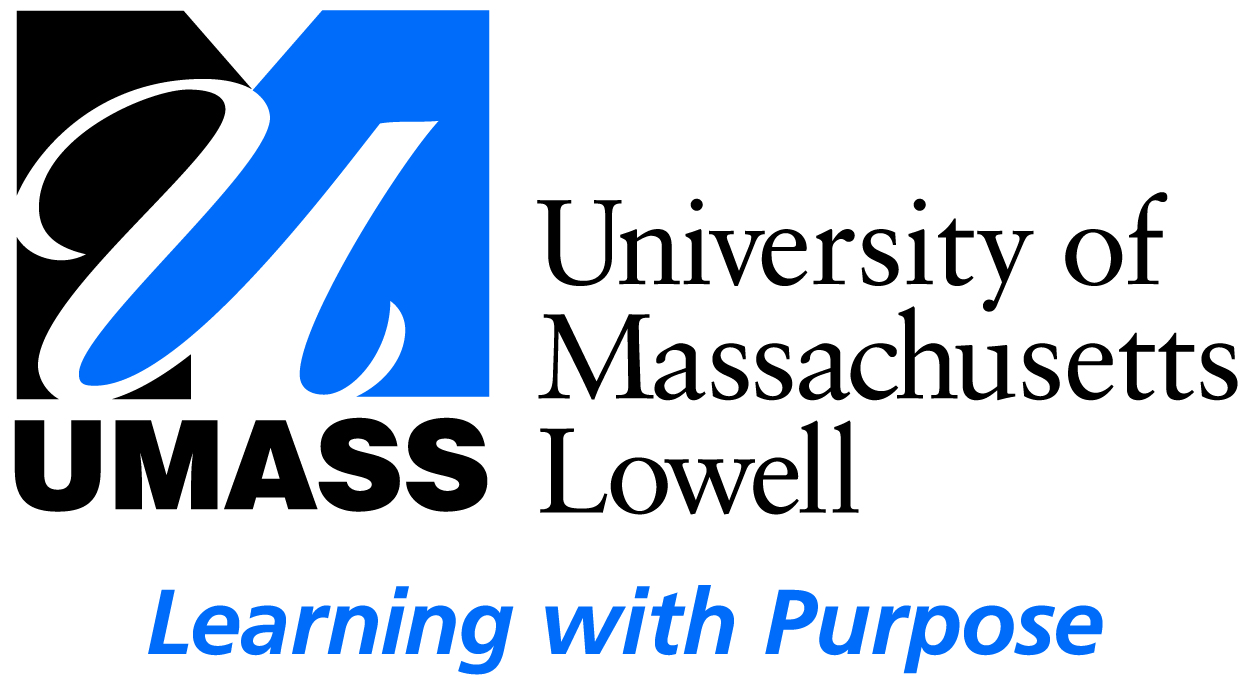 UMASS
University of
Massachusetts
Lowell
Learning with Purpose